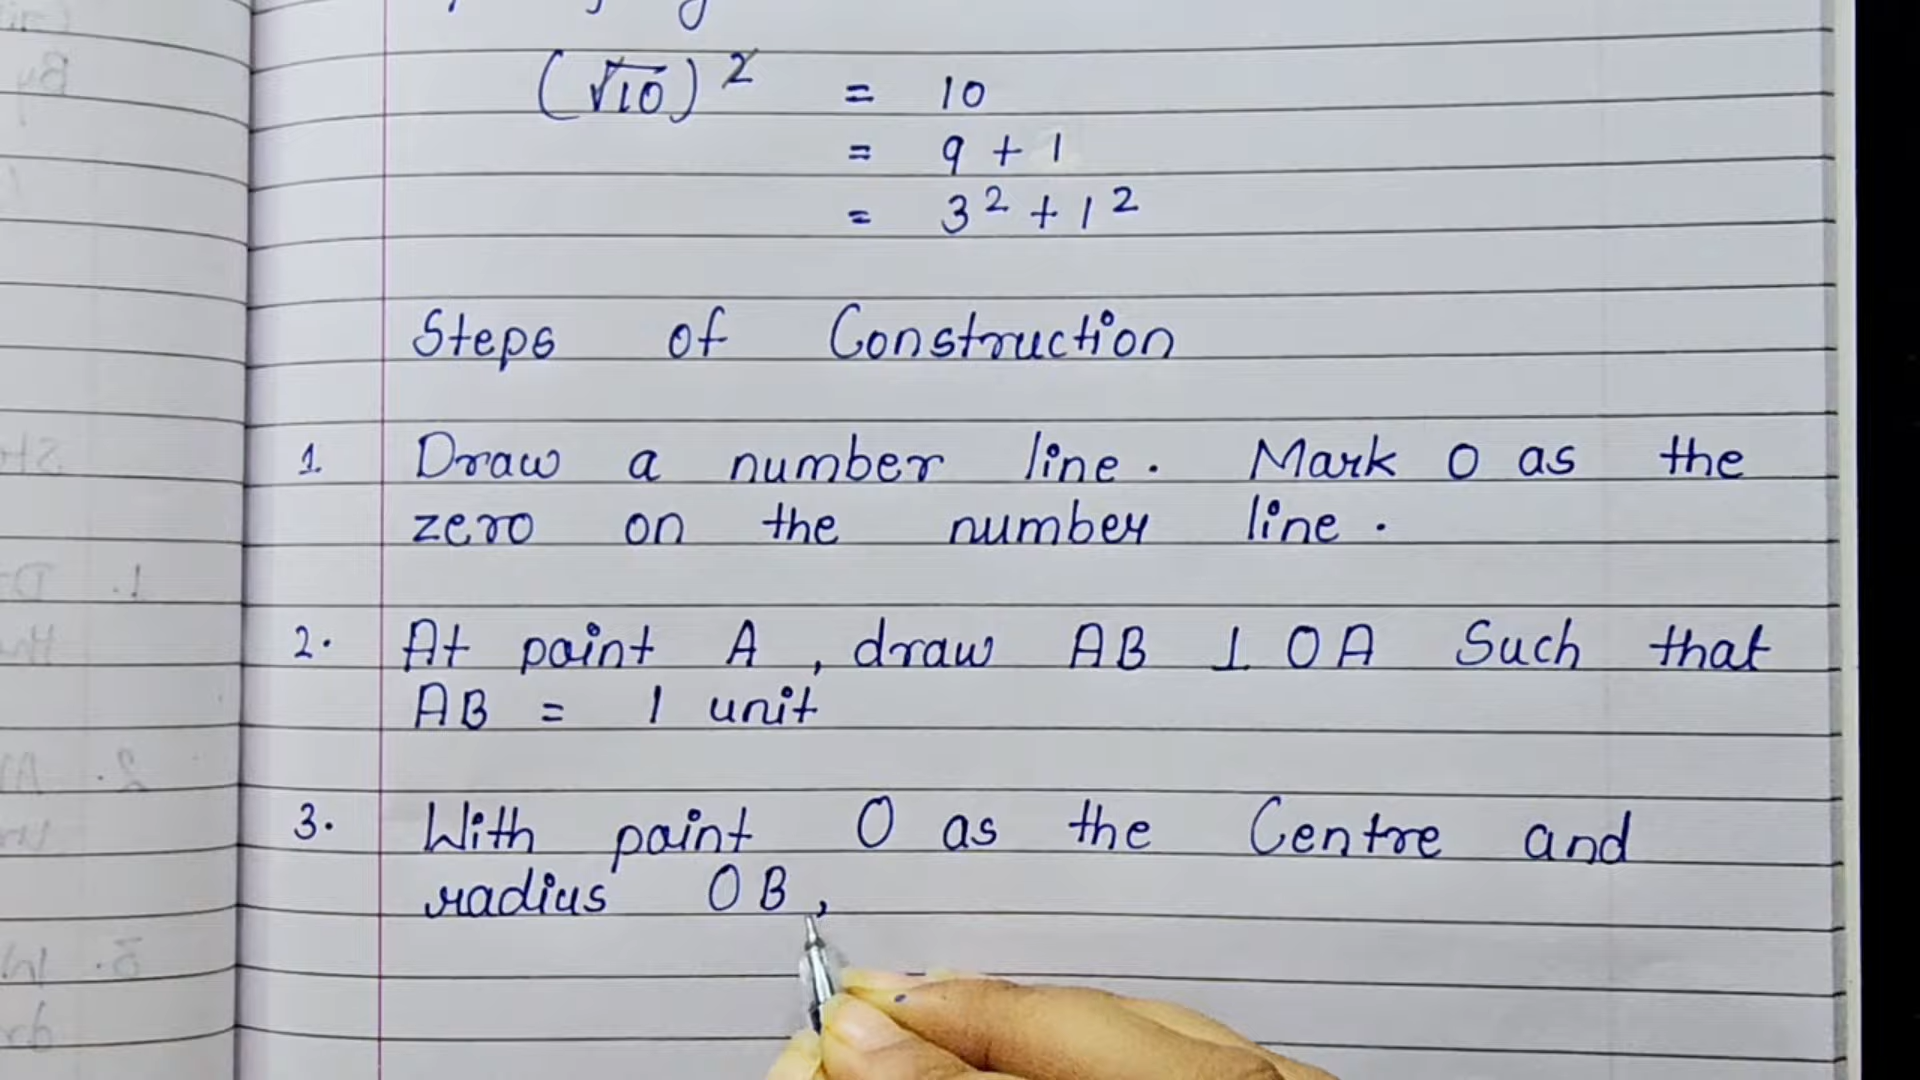 (√10)² = 10
= 9 + 1
= 3² + 1²
Steps of Construction
1. Draw a number line. Mark O as the
zero on the number line.
2. At point A, draw AB ⊥ OA Such that
AB = 1 unit
3. With point O as the Centre and
radius OB,